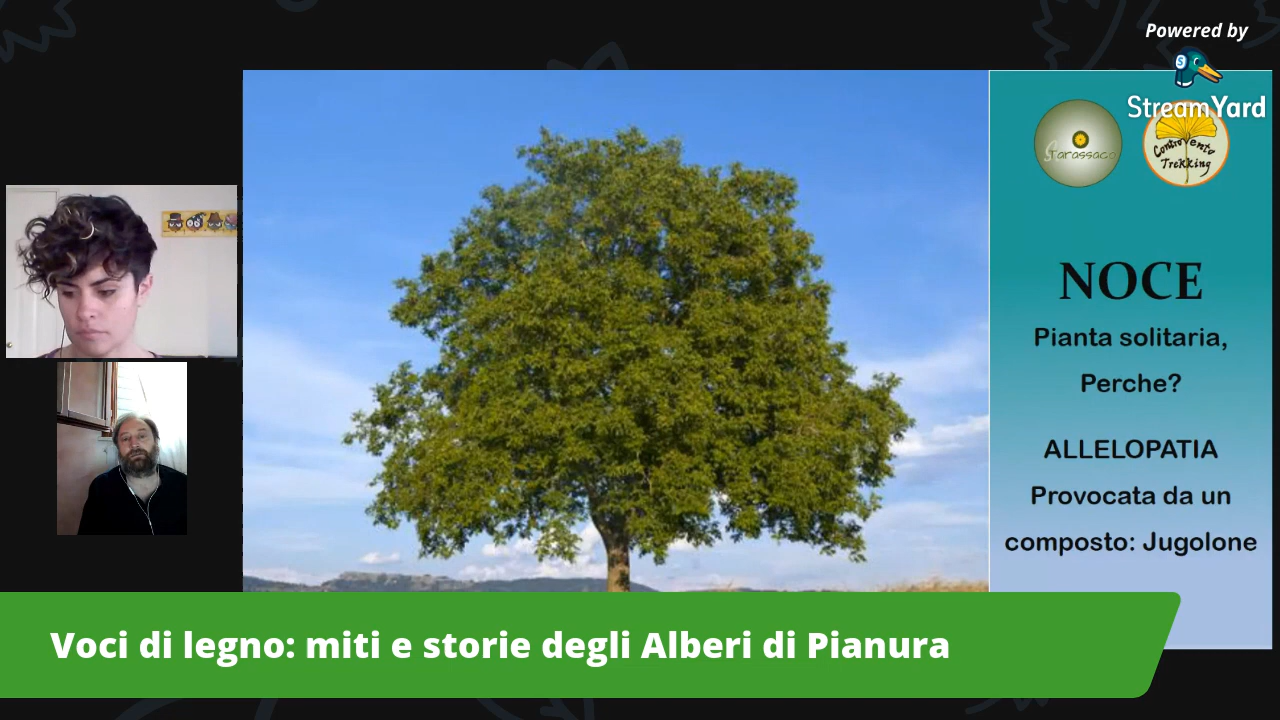 Powered by
StreamYard
Tarassaco
Controvento
Trekking
NOCE
Pianta solitaria,
Perche?
ALLELOPATIA
Provocata da un
composto: Jugolone
Voci di legno: miti e storie degli Alberi di Pianura